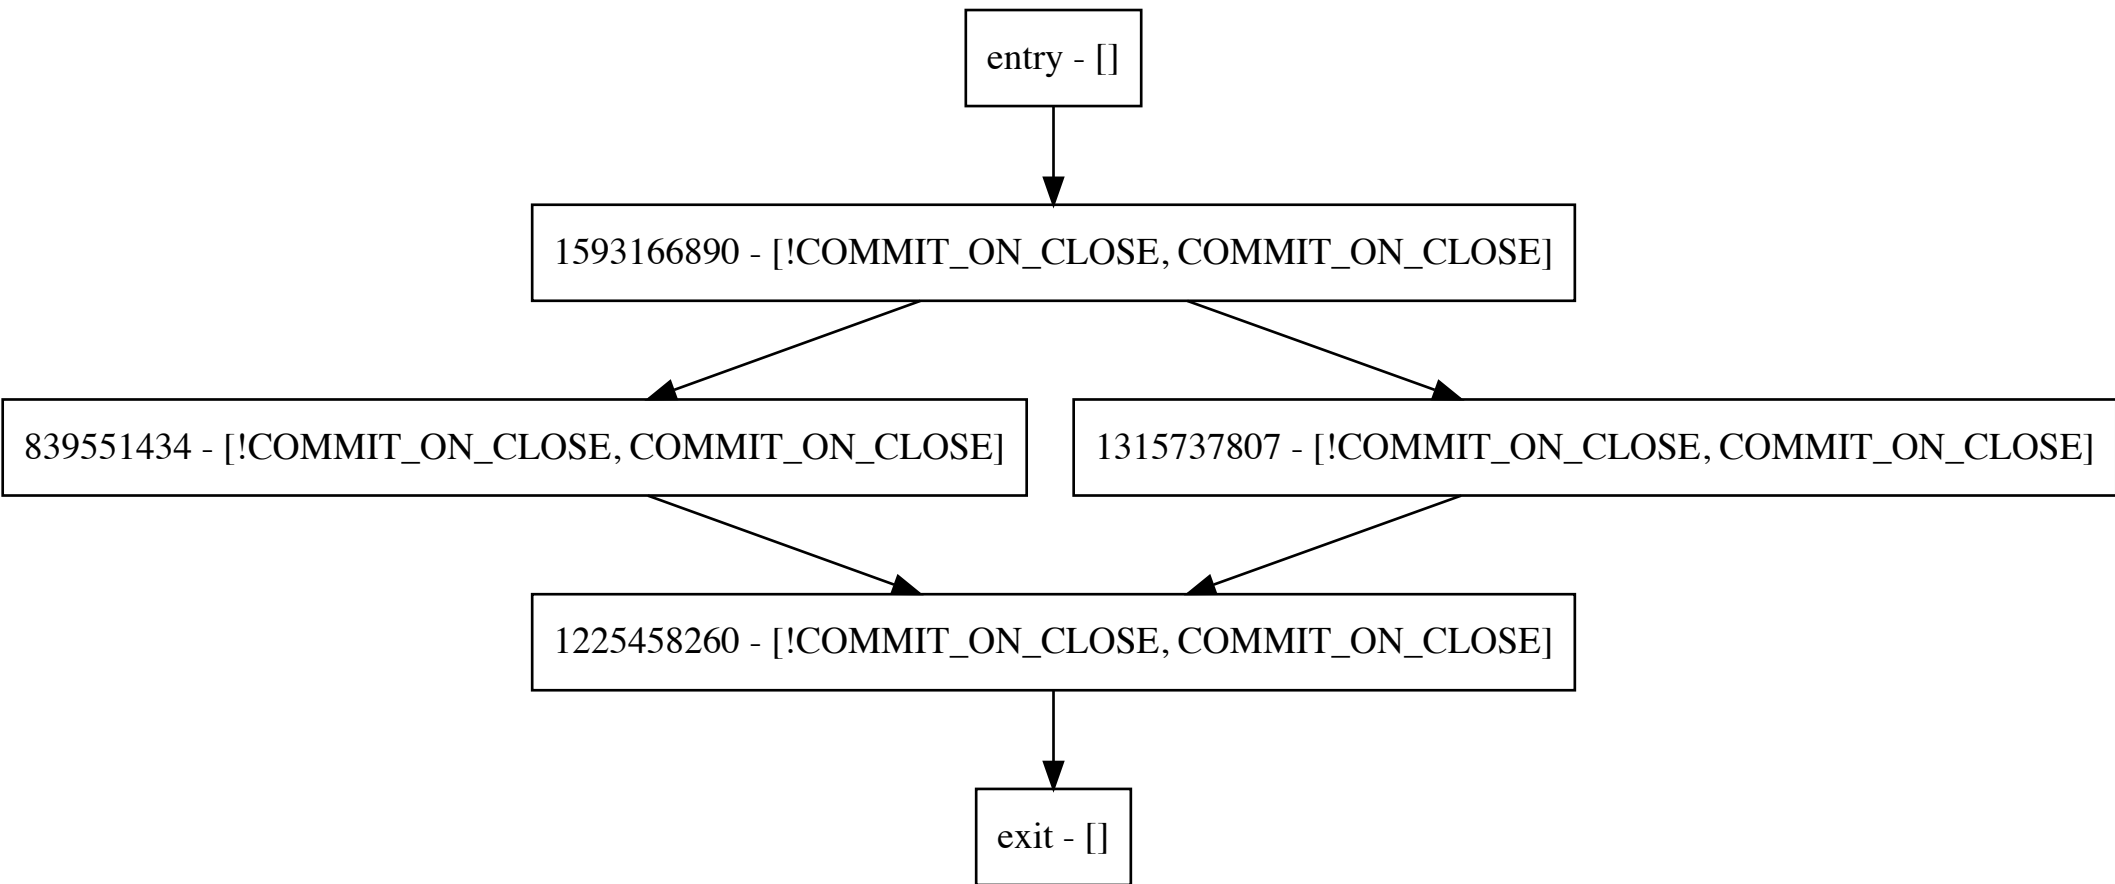 entry - []
1593166890 - [!COMMIT_ON_CLOSE, COMMIT_ON_CLOSE]
839551434 - [!COMMIT_ON_CLOSE, COMMIT_ON_CLOSE]
1315737807 - [!COMMIT_ON_CLOSE, COMMIT_ON_CLOSE]
1225458260 - [!COMMIT_ON_CLOSE, COMMIT_ON_CLOSE]
exit - []